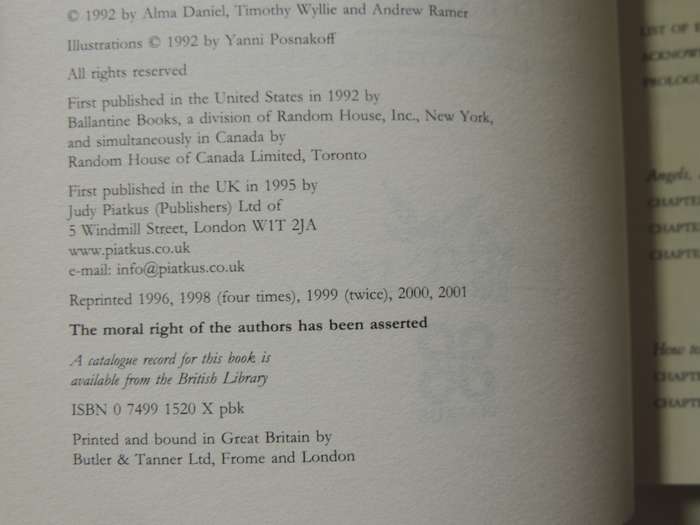 © 1992 by Alma Daniel, Timothy Wyllie and Andrew Ramer
Illustrations © 1992 by Yanni Posnakoff
All rights reserved
First published in the United States in 1992 by
Ballantine Books, a division of Random House, Inc., New York,
and simultaneously in Canada by
Random House of Canada Limited, Toronto
First published in the UK in 1995 by
Judy Piatkus (Publishers) Ltd of
5 Windmill Street, London W1T 2JA
www.piatkus.co.uk
e-mail: info@piatkus.co.uk
Reprinted 1996, 1998 (four times), 1999 (twice), 2000, 2001
The moral right of the authors has been asserted
A catalogue record for this book is
available from the British Library
ISBN 0 7499 1520 X pbk
Printed and bound in Great Britain by
Butler & Tanner Ltd, Frome and London
LIST OF
PROLOGUE
Angels,
How to